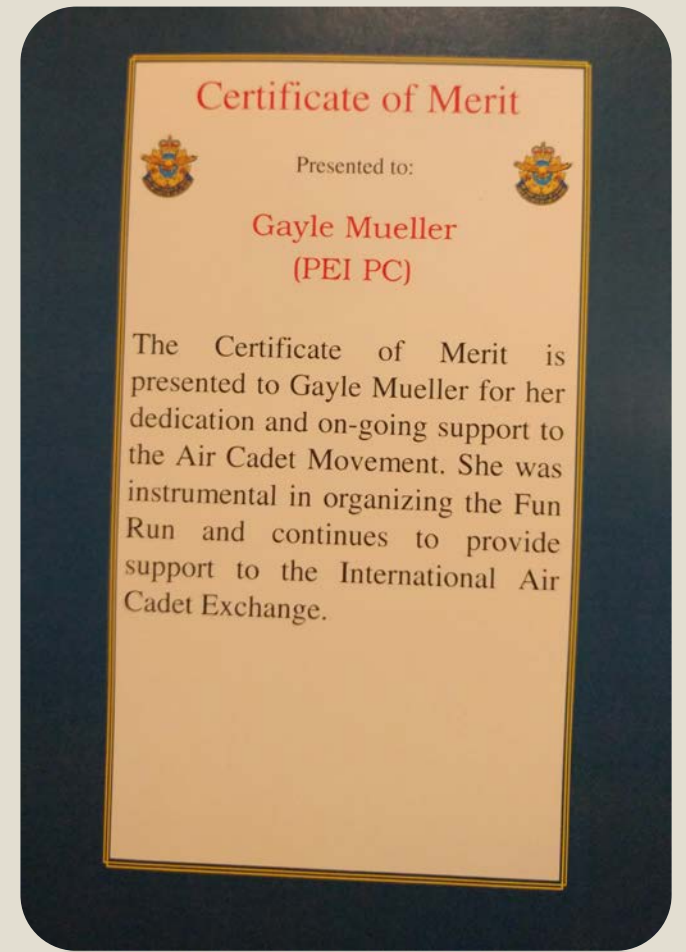 Certificate of Merit
Presented to:
Gayle Mueller
(PEI PC)
The Certificate of Merit is
presented to Gayle Mueller for her
dedication and on-going support to
the Air Cadet Movement. She was
instrumental in organizing the Fun
Run and continues to provide
support to the International Air
Cadet Exchange.